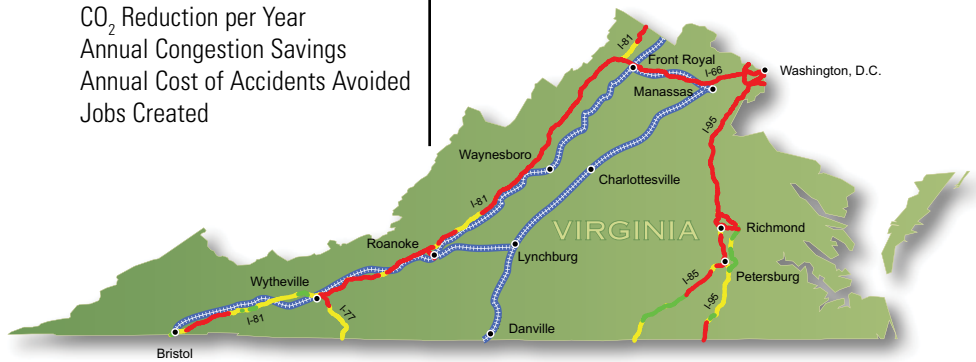 CO₂ Reduction per Year
Annual Congestion Savings
Annual Cost of Accidents Avoided
Jobs Created
I-81
Front Royal
I-66
Washington, D.C.
Manassas
I-95
Waynesboro
Charlottesville
I-81
VIRGINIA
Richmond
Roanoke
Lynchburg
Petersburg
Wytheville
I-85
I-95
I-81
I-77
Danville
Bristol